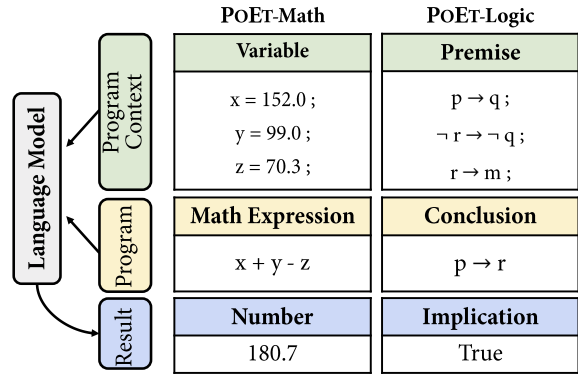 POET-Math
POET-Logic
Language Model
Program
Context
Variable
x = 152.0 ;
y = 99.0 ;
z = 70.3 ;
Premise
p → q ;
¬ r → ¬ q ;
r → m ;
Program
Math Expression
x + y - z
Conclusion
p → r
Result
Number
180.7
Implication
True